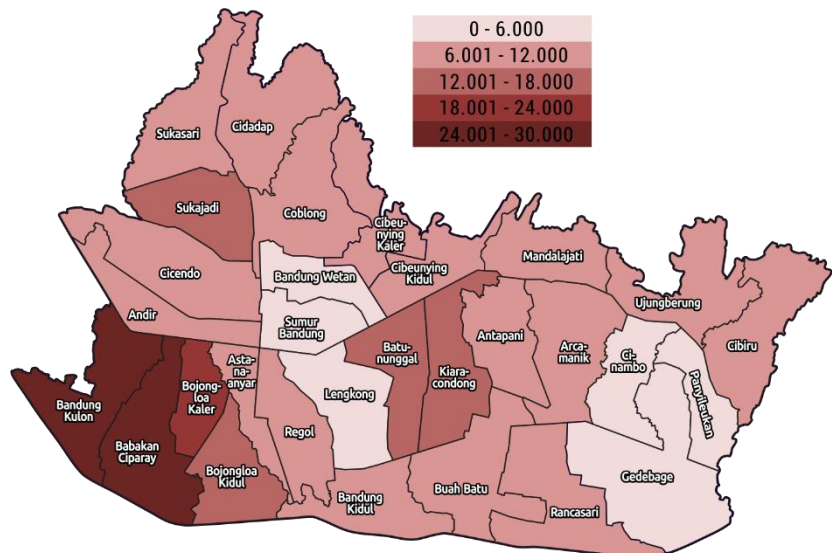 0 - 6.000
6.001 - 12.000
12.001 - 18.000
18.001 - 24.000
24.001 - 30.000
Sukasari
Cidadap
Sukajadi
Coblong
Cibeu-
nying
Kaler
Cicendo
Bandung Wetan
Cibeunying
Kidul
Mandalajati
Andir
Sumur
Bandung
Ujungberung
Antapani
Arca-
manik
Ci-
nambo
Cibiru
Panyileukan
Bandung
Kulon
Babakan
Ciparay
Bojong-
loa
Kaler
Asta-
na-
anyar
Lengkong
Batu-
nunggal
Kiara-
condong
Regol
Bojongloa
Kidul
Bandung
Kidul
Buah Batu
Rancasari
Gedebage